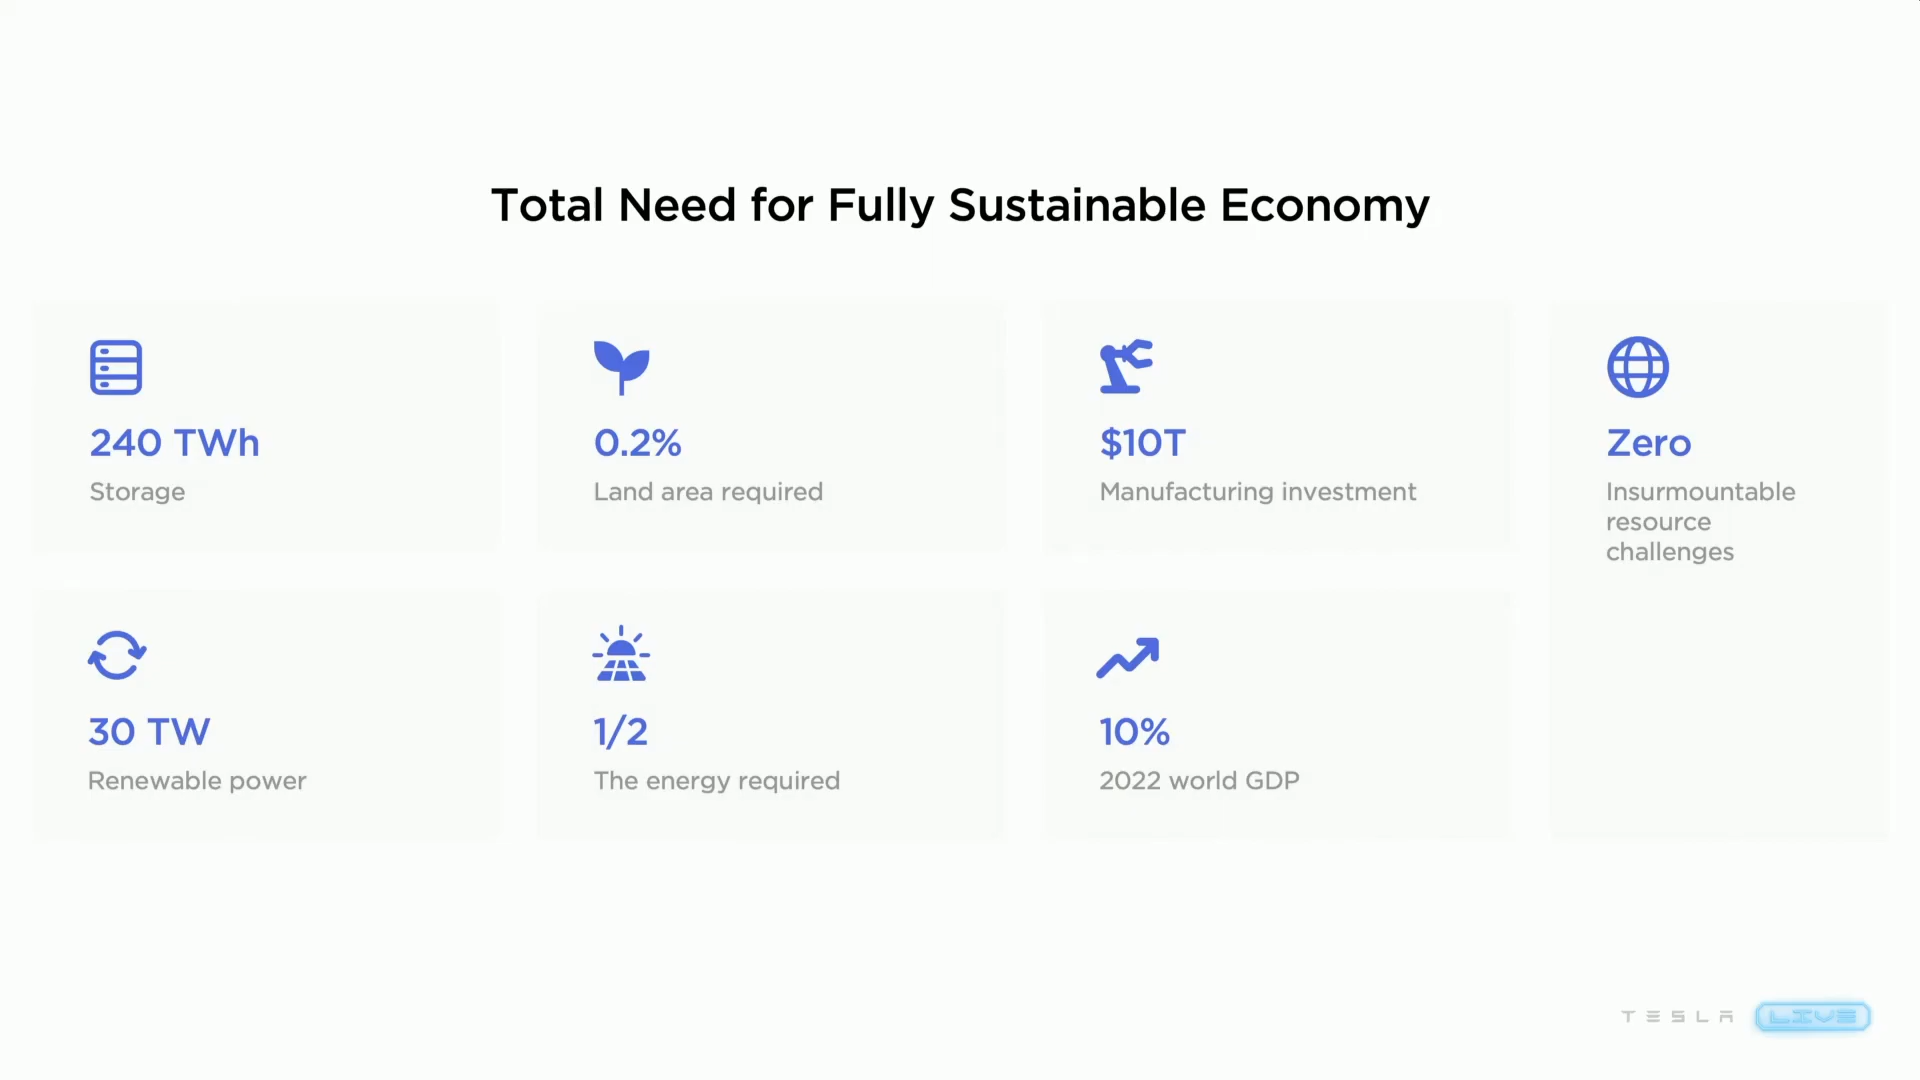 Total Need for Fully Sustainable Economy
240 TWh
Storage
0.2%
Land area required
$10T
Manufacturing investment
Zero
Insurmountable
resource
challenges
30 TW
Renewable power
1/2
The energy required
10%
2022 world GDP
TESLA LIVE